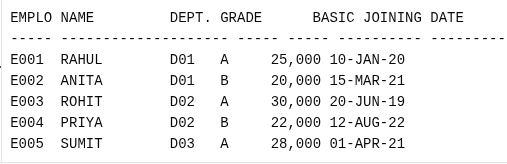 EMPLO NAME                 DEPT. GRADE      BASIC JOINING DATE
----- -------------------- ----- ----- ---------- ---------
E001  RAHUL                D01   A     25,000 10-JAN-20
E002  ANITA                D01   B     20,000 15-MAR-21
E003  ROHIT                D02   A     30,000 20-JUN-19
E004  PRIYA                D02   B     22,000 12-AUG-22
E005  SUMIT                D03   A     28,000 01-APR-21